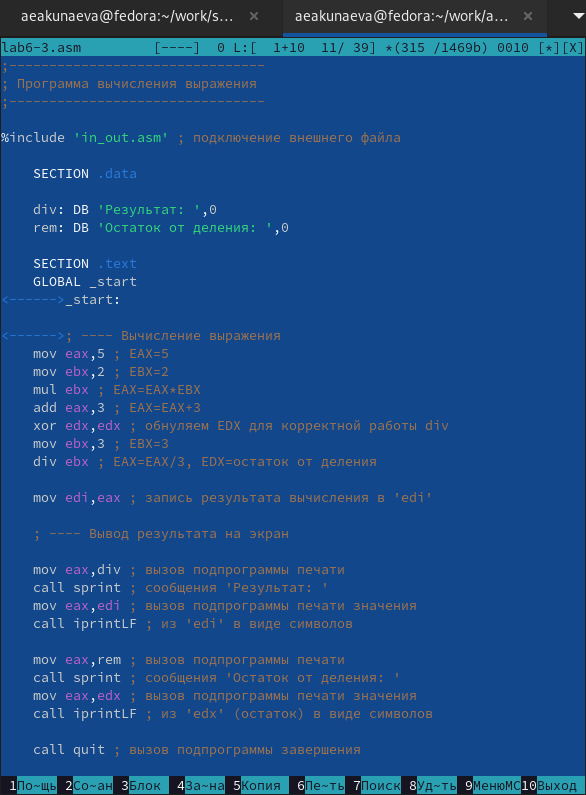 aeakunaeva@fedora:~/work/s... × aeakunaeva@fedora:~/work/a... ×
lab6-3.asm [----] 0 L:[ 1+10 11/ 39] *(315 /1469b) 0010 [*][X]
;--------------------------------
; Программа вычисления выражения
;--------------------------------
%include 'in_out.asm' ; подключение внешнего файла
SECTION .data
div: DB 'Результат: ',0
rem: DB 'Остаток от деления: ',0
SECTION .text
GLOBAL _start
<------>_start:
<------>; ---- Вычисление выражения
mov eax,5 ; EAX=5
mov ebx,2 ; EBX=2
mul ebx ; EAX=EAX*EBX
add eax,3 ; EAX=EAX+3
xor edx,edx ; обнуляем EDX для корректной работы div
mov ebx,3 ; EBX=3
div ebx ; EAX=EAX/3, EDX=остаток от деления
mov edi,eax ; запись результата вычисления в 'edi'
; ---- Вывод результата на экран
mov eax,div ; вызов подпрограммы печати
call sprint ; сообщения 'Результат: '
mov eax,edi ; вызов подпрограммы печати значения
call iprintLF ; из 'edi' в виде символов
mov eax,rem ; вызов подпрограммы печати
call sprint ; сообщения 'Остаток от деления: '
mov eax,edx ; вызов подпрограммы печати значения
call iprintLF ; из 'edx' (остаток) в виде символов
call quit ; вызов подпрограммы завершения
1По~щь 2Со~ан 3Блок 4За~на 5Копия 6Пе~ть 7Поиск 8Уд~ть 9МенюMC10Выход